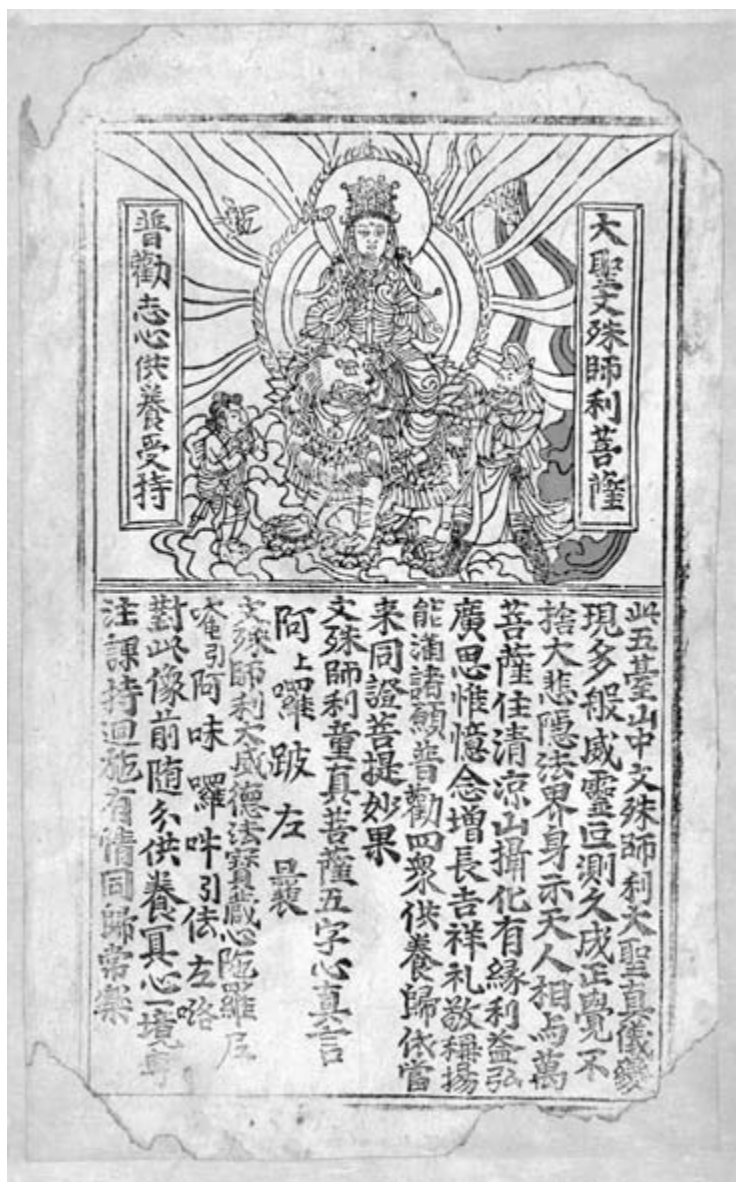 大聖文殊師利菩薩
普勸志心供養受持
此五臺山中文殊師利大聖真儀變
現多般威靈叵測久成正覺不
捨大悲隱法界身示天人相与萬
菩薩住清凉山攝化有緣利益弘
廣思惟憶念增長吉祥礼敬稱揚
能滿諸願普勸四衆供養歸依當
来同證菩提妙果
文殊師利童真菩薩五字心真言
阿上囉跛左曩
文殊師利大威德法寶藏心陁羅尼
唵引阿味囉吽引佉左咯
對此像前随分供養冥心一境專
注課持迴施有情同歸常樂